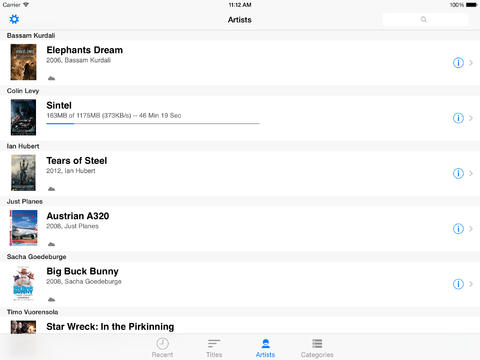 Carrier 11:12 AM 100%
Artists
Bassam Kurdali
Elephants Dream
2006, Bassam Kurdali
Colin Levy
Sintel
163MB of 1175MB (373KB/s) -- 46 Min 19 Sec
Ian Hubert
Tears of Steel
2012, Ian Hubert
Just Planes
Austrian A320
2008, Just Planes
Sacha Goedeburge
Big Buck Bunny
2008, Sacha Goedeburge
BIG BUCK
BUNNY
Timo Vuorensola
Star Wreck: In the Pirkinning
Recent Titles Artists Categories